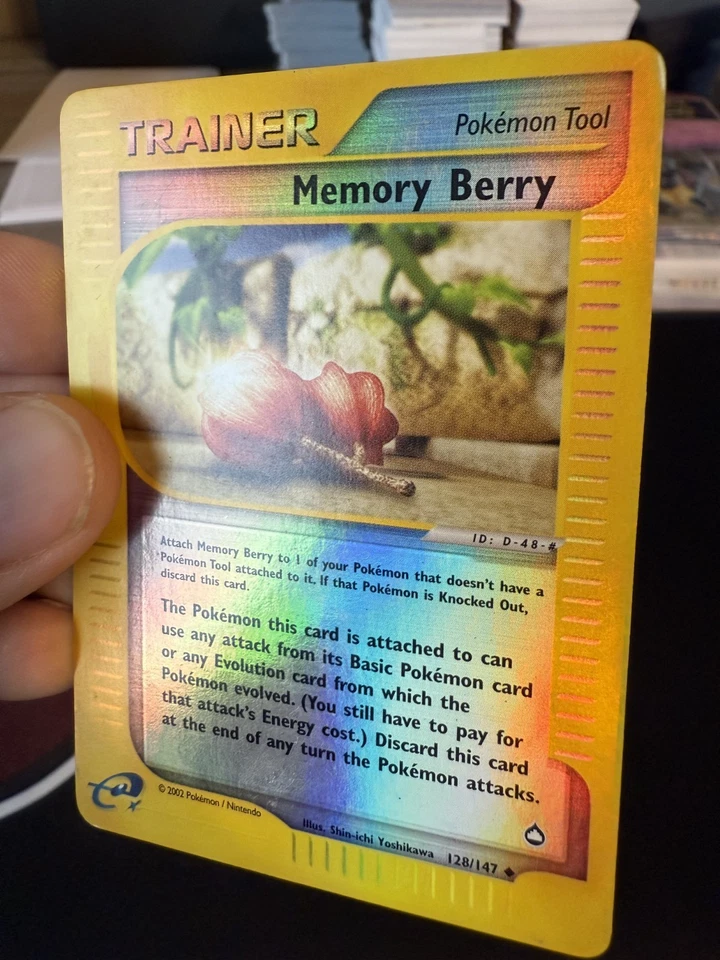 TRAINER
Pokémon Tool
Memory Berry
ID: D-48-#
Attach Memory Berry to 1 of your Pokémon that doesn't have a
Pokémon Tool attached to it. If that Pokémon is Knocked Out,
discard this card.
The Pokémon this card is attached to can
use any attack from its Basic Pokémon card
or any Evolution card from which the
Pokémon evolved. (You still have to pay for
that attack's Energy cost.) Discard this card
at the end of any turn the Pokémon attacks.
e
© 2002 Pokémon / Nintendo
Illus. Shin-ichi Yoshikawa 128/147